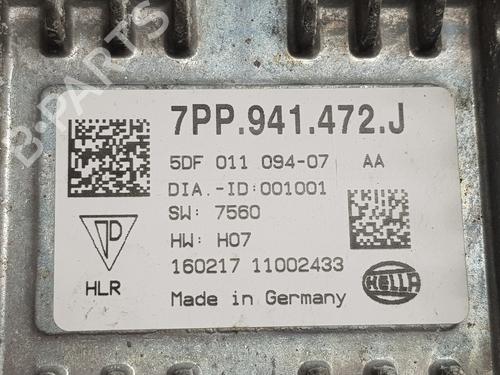 7PP.941.472.J
5DF 011 094-07 AA
DIA.-ID:001001
SW: 7560
HW: H07
160217 11002433
HLR
Made in Germany
HELLA
B-PARTS
B-PARTS